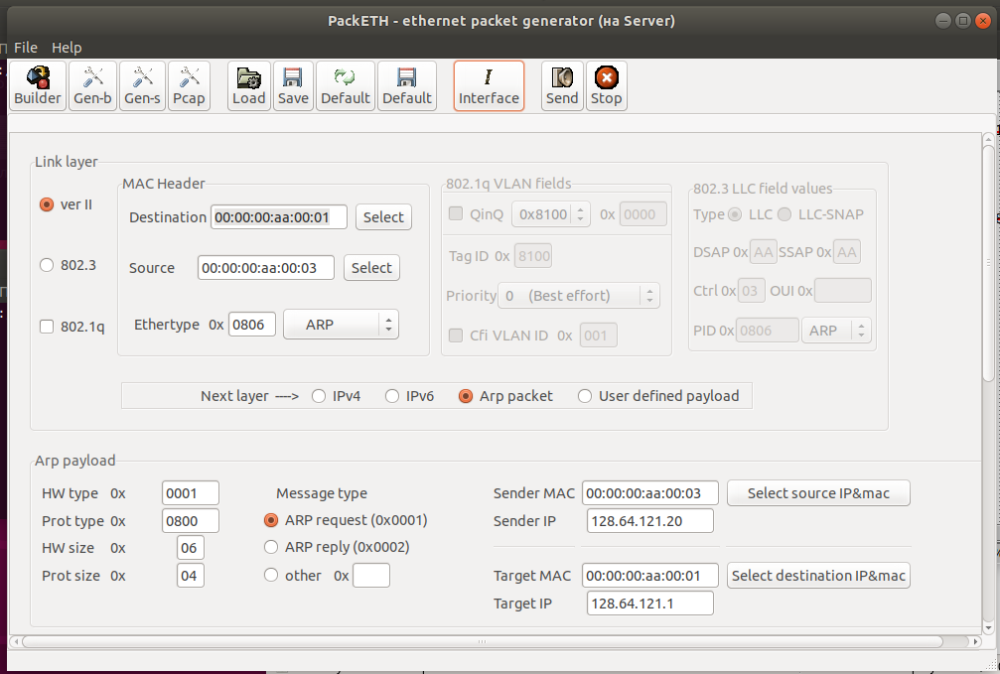 PackETH - ethernet packet generator (на Server)
File Help
Builder Gen-b Gen-s Pcap Load Save Default Default Interface Send Stop
Link layer
ver II
802.3
802.1q
MAC Header
Destination 00:00:00:aa:00:01 Select
Source 00:00:00:aa:00:03 Select
Ethertype 0x 0806 ARP
802.1q VLAN fields
QinQ 0x8100 0x 0000
Tag ID 0x 8100
Priority 0 (Best effort)
Cfi VLAN ID 0x 001
802.3 LLC field values
Type LLC LLC-SNAP
DSAP 0x AA SSAP 0x AA
Ctrl 0x 03 OUI 0x
PID 0x 0806 ARP
Next layer ----> IPv4 IPv6 Arp packet User defined payload
Arp payload
HW type 0x 0001
Prot type 0x 0800
HW size 0x 06
Prot size 0x 04
Message type
ARP request (0x0001)
ARP reply (0x0002)
other 0x
Sender MAC 00:00:00:aa:00:03 Select source IP&mac
Sender IP 128.64.121.20
Target MAC 00:00:00:aa:00:01 Select destination IP&mac
Target IP 128.64.121.1